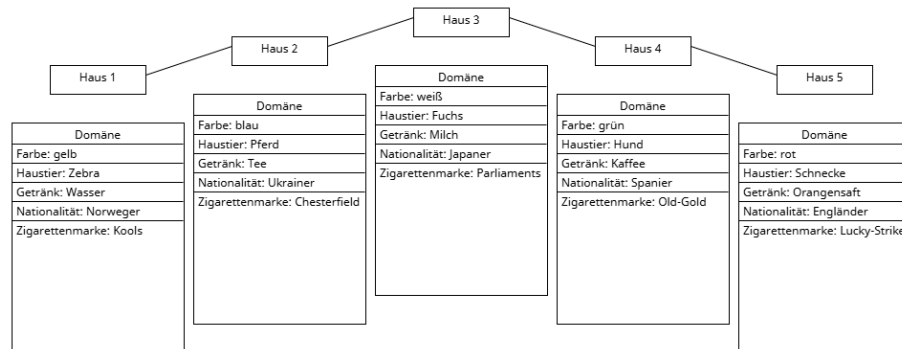 Haus 3
Haus 2
Haus 4
Haus 1
Haus 5
Domäne
Farbe: gelb
Haustier: Zebra
Getränk: Wasser
Nationalität: Norweger
Zigarettenmarke: Kools
Domäne
Farbe: blau
Haustier: Pferd
Getränk: Tee
Nationalität: Ukrainer
Zigarettenmarke: Chesterfield
Domäne
Farbe: weiß
Haustier: Fuchs
Getränk: Milch
Nationalität: Japaner
Zigarettenmarke: Parliaments
Domäne
Farbe: grün
Haustier: Hund
Getränk: Kaffee
Nationalität: Spanier
Zigarettenmarke: Old-Gold
Domäne
Farbe: rot
Haustier: Schnecke
Getränk: Orangensaft
Nationalität: Engländer
Zigarettenmarke: Lucky-Strike